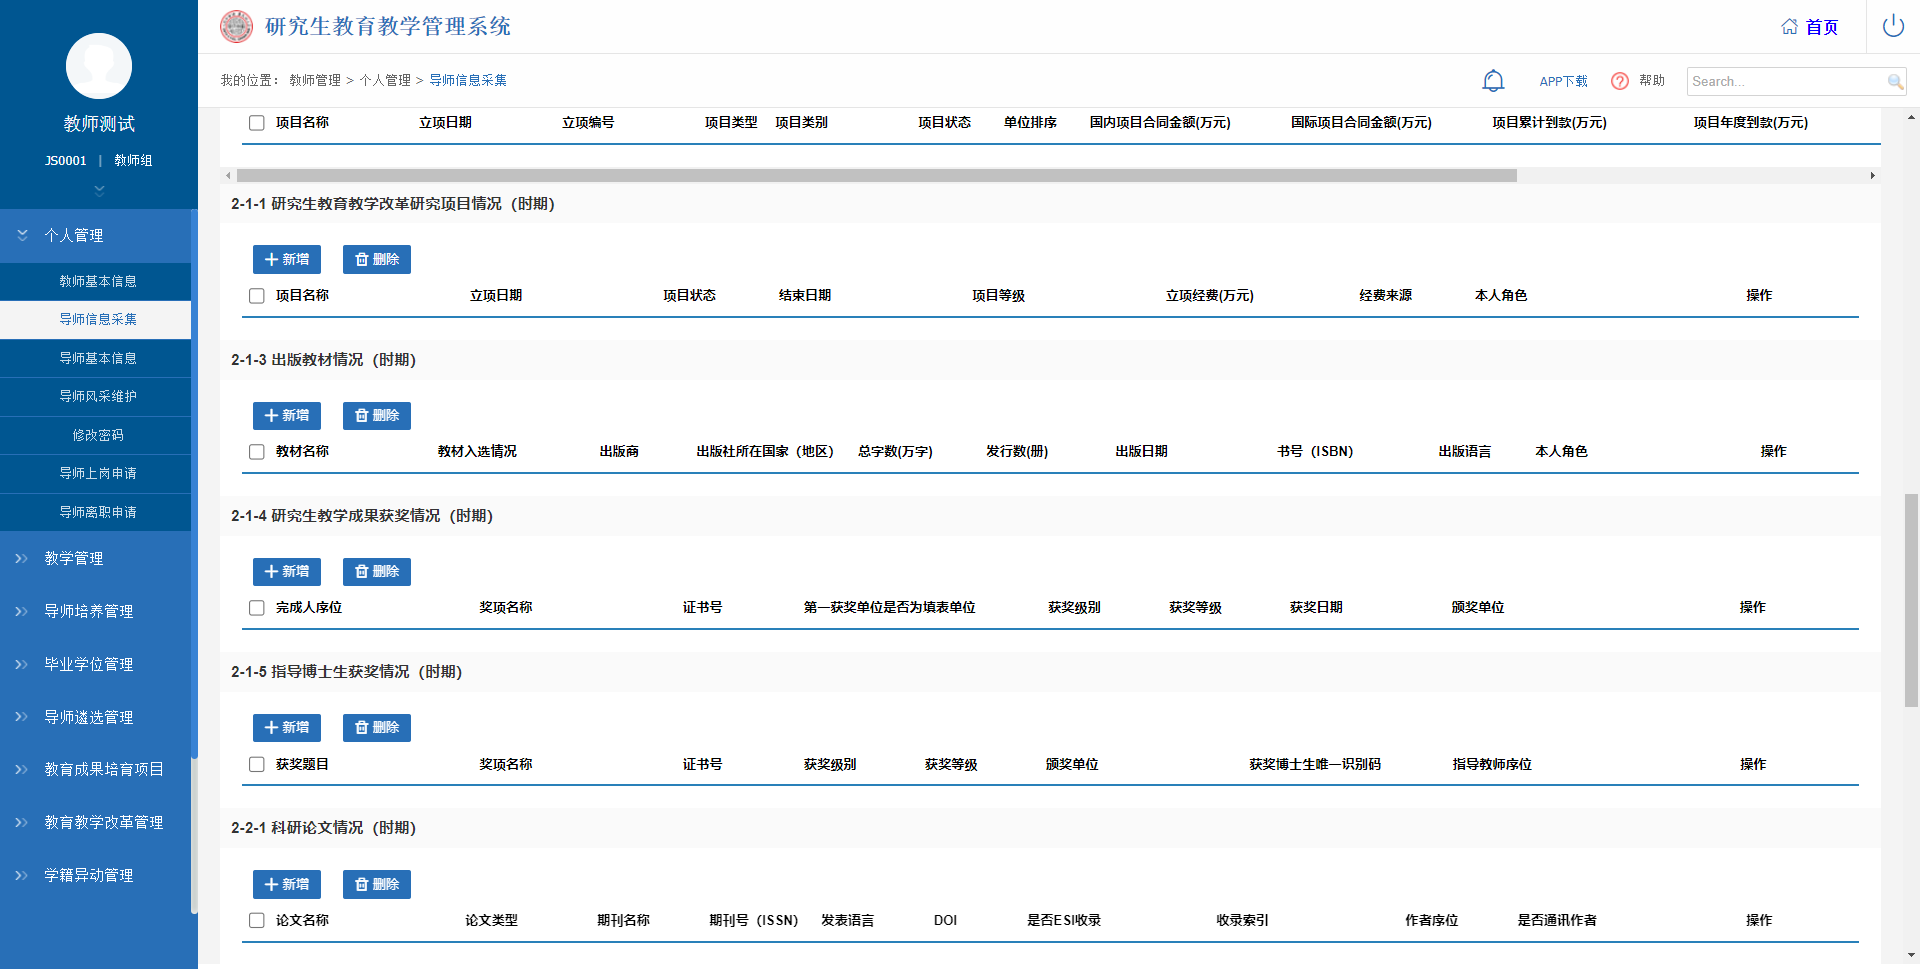 研究生教育教学管理系统
首页
我的位置： 教师管理 > 个人管理 > 导师信息采集
APP下载
帮助
Search...
教师测试
JS0001 | 教师组
个人管理
教师基本信息
导师信息采集
导师基本信息
导师风采维护
修改密码
导师上岗申请
导师离职申请
教学管理
导师培养管理
毕业学位管理
导师遴选管理
教育成果培育项目
教育教学改革管理
学籍异动管理
项目名称 立项日期 立项编号 项目类型 项目类别 项目状态 单位排序 国内项目合同金额(万元) 国际项目合同金额(万元) 项目累计到款(万元) 项目年度到款(万元)
2-1-1 研究生教育教学改革研究项目情况（时期）
新增 删除
项目名称 立项日期 项目状态 结束日期 项目等级 立项经费(万元) 经费来源 本人角色 操作
2-1-3 出版教材情况（时期）
新增 删除
教材名称 教材入选情况 出版商 出版社所在国家（地区） 总字数(万字) 发行数(册) 出版日期 书号（ISBN） 出版语言 本人角色 操作
2-1-4 研究生教学成果获奖情况（时期）
新增 删除
完成人序位 奖项名称 证书号 第一获奖单位是否为填表单位 获奖级别 获奖等级 获奖日期 颁奖单位 操作
2-1-5 指导博士生获奖情况（时期）
新增 删除
获奖题目 奖项名称 证书号 获奖级别 获奖等级 颁奖单位 获奖博士生唯一识别码 指导教师序位 操作
2-2-1 科研论文情况（时期）
新增 删除
论文名称 论文类型 期刊名称 期刊号（ISSN） 发表语言 DOI 是否ESI收录 收录索引 作者序位 是否通讯作者 操作